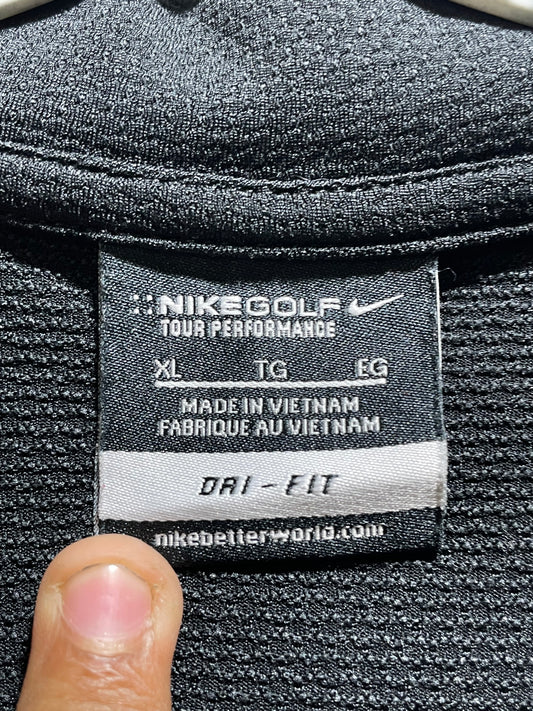 NIKEGOLF
TOUR PERFORMANCE
XL TG EG
MADE IN VIETNAM
FABRIQUE AU VIETNAM
DRI-FIT
nikebetterworld.com